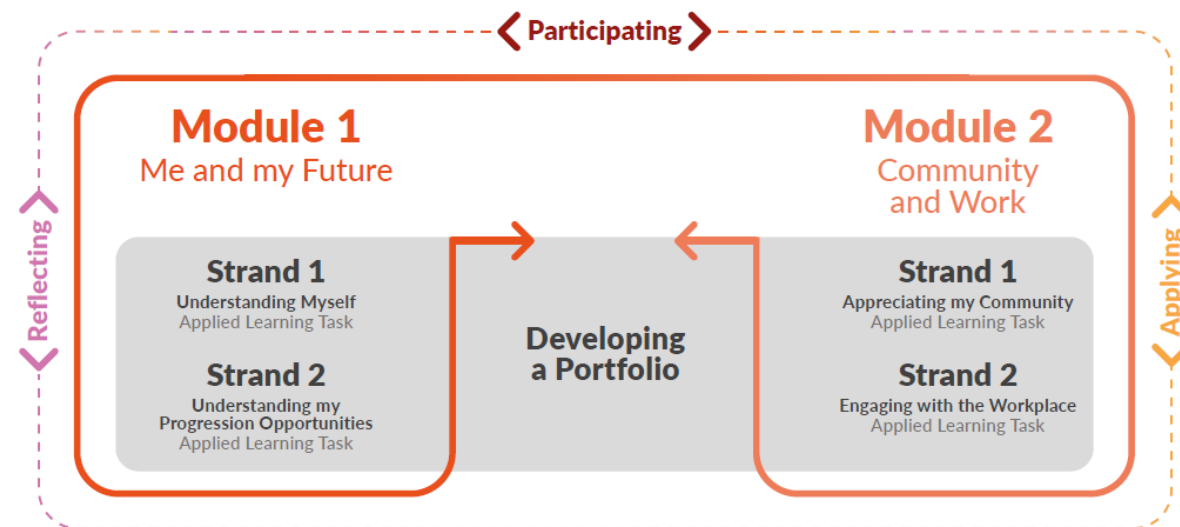 Participating
Module 1
Me and my Future
Module 2
Community
and Work
Reflecting
Applying
Strand 1
Understanding Myself
Applied Learning Task
Strand 2
Understanding my
Progression Opportunities
Applied Learning Task
Developing
a Portfolio
Strand 1
Appreciating my Community
Applied Learning Task
Strand 2
Engaging with the Workplace
Applied Learning Task